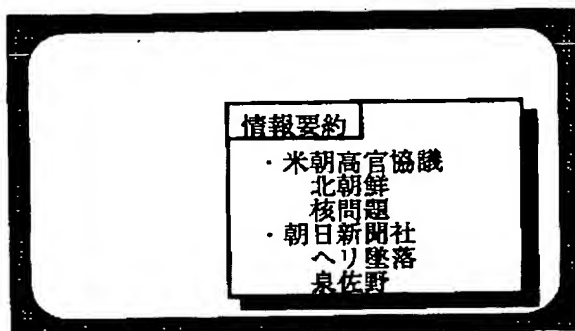 情報要約
・米朝高官協議
北朝鮮
核問題
・朝日新聞社
ヘリ墜落
泉佐野